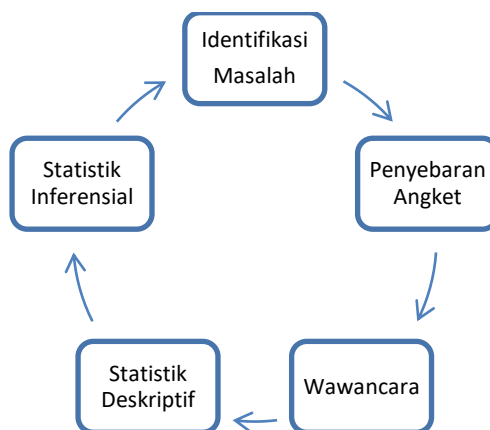 Identifikasi
Masalah
Penyebaran
Angket
Wawancara
Statistik
Deskriptif
Statistik
Inferensial